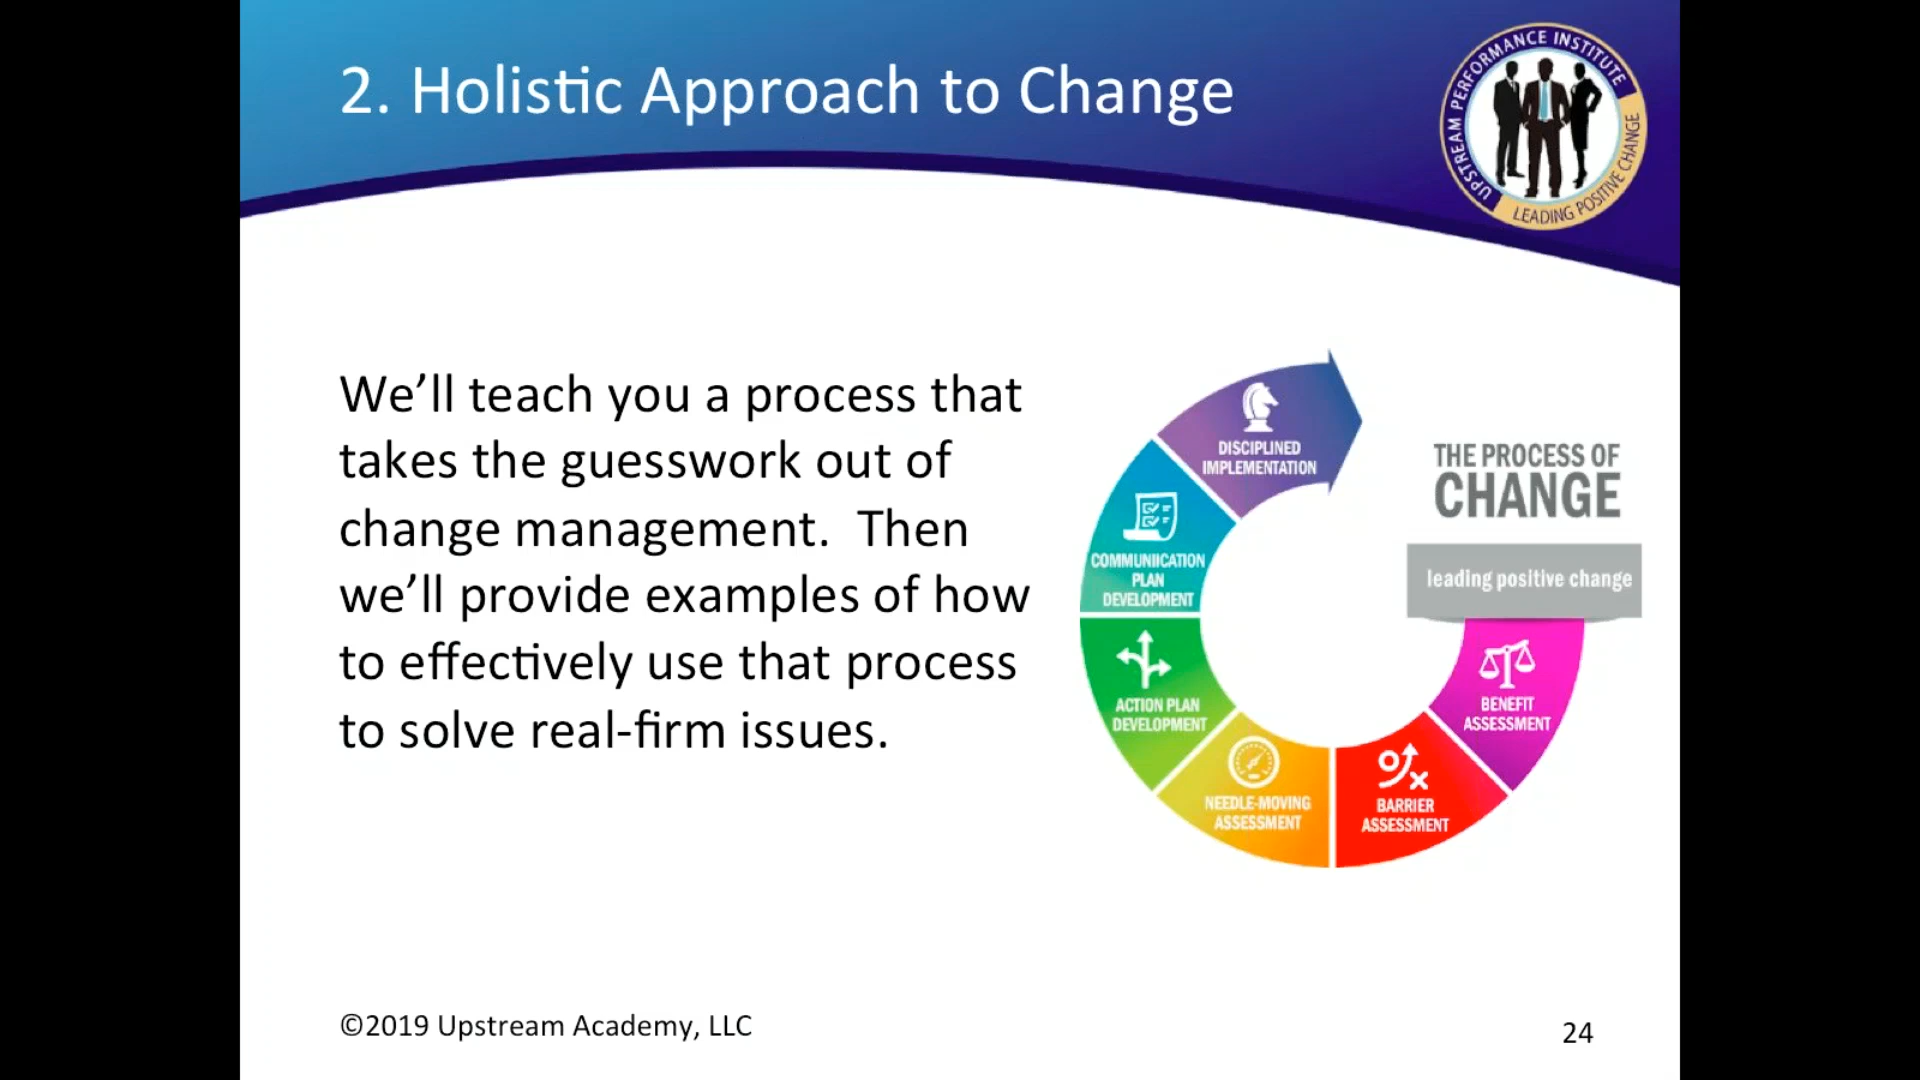 2. Holistic Approach to Change
UPSTREAM PERFORMANCE INSTITUTE
LEADING POSITIVE CHANGE
We’ll teach you a process that
takes the guesswork out of
change management.  Then
we’ll provide examples of how
to effectively use that process
to solve real-firm issues.
THE PROCESS OF
CHANGE
leading positive change
BENEFIT
ASSESSMENT
BARRIER
ASSESSMENT
NEEDLE-MOVING
ASSESSMENT
ACTION PLAN
DEVELOPMENT
COMMUNIICATION
PLAN
DEVELOPMENT
DISCIPLINED
IMPLEMENTATION
©2019 Upstream Academy, LLC
24